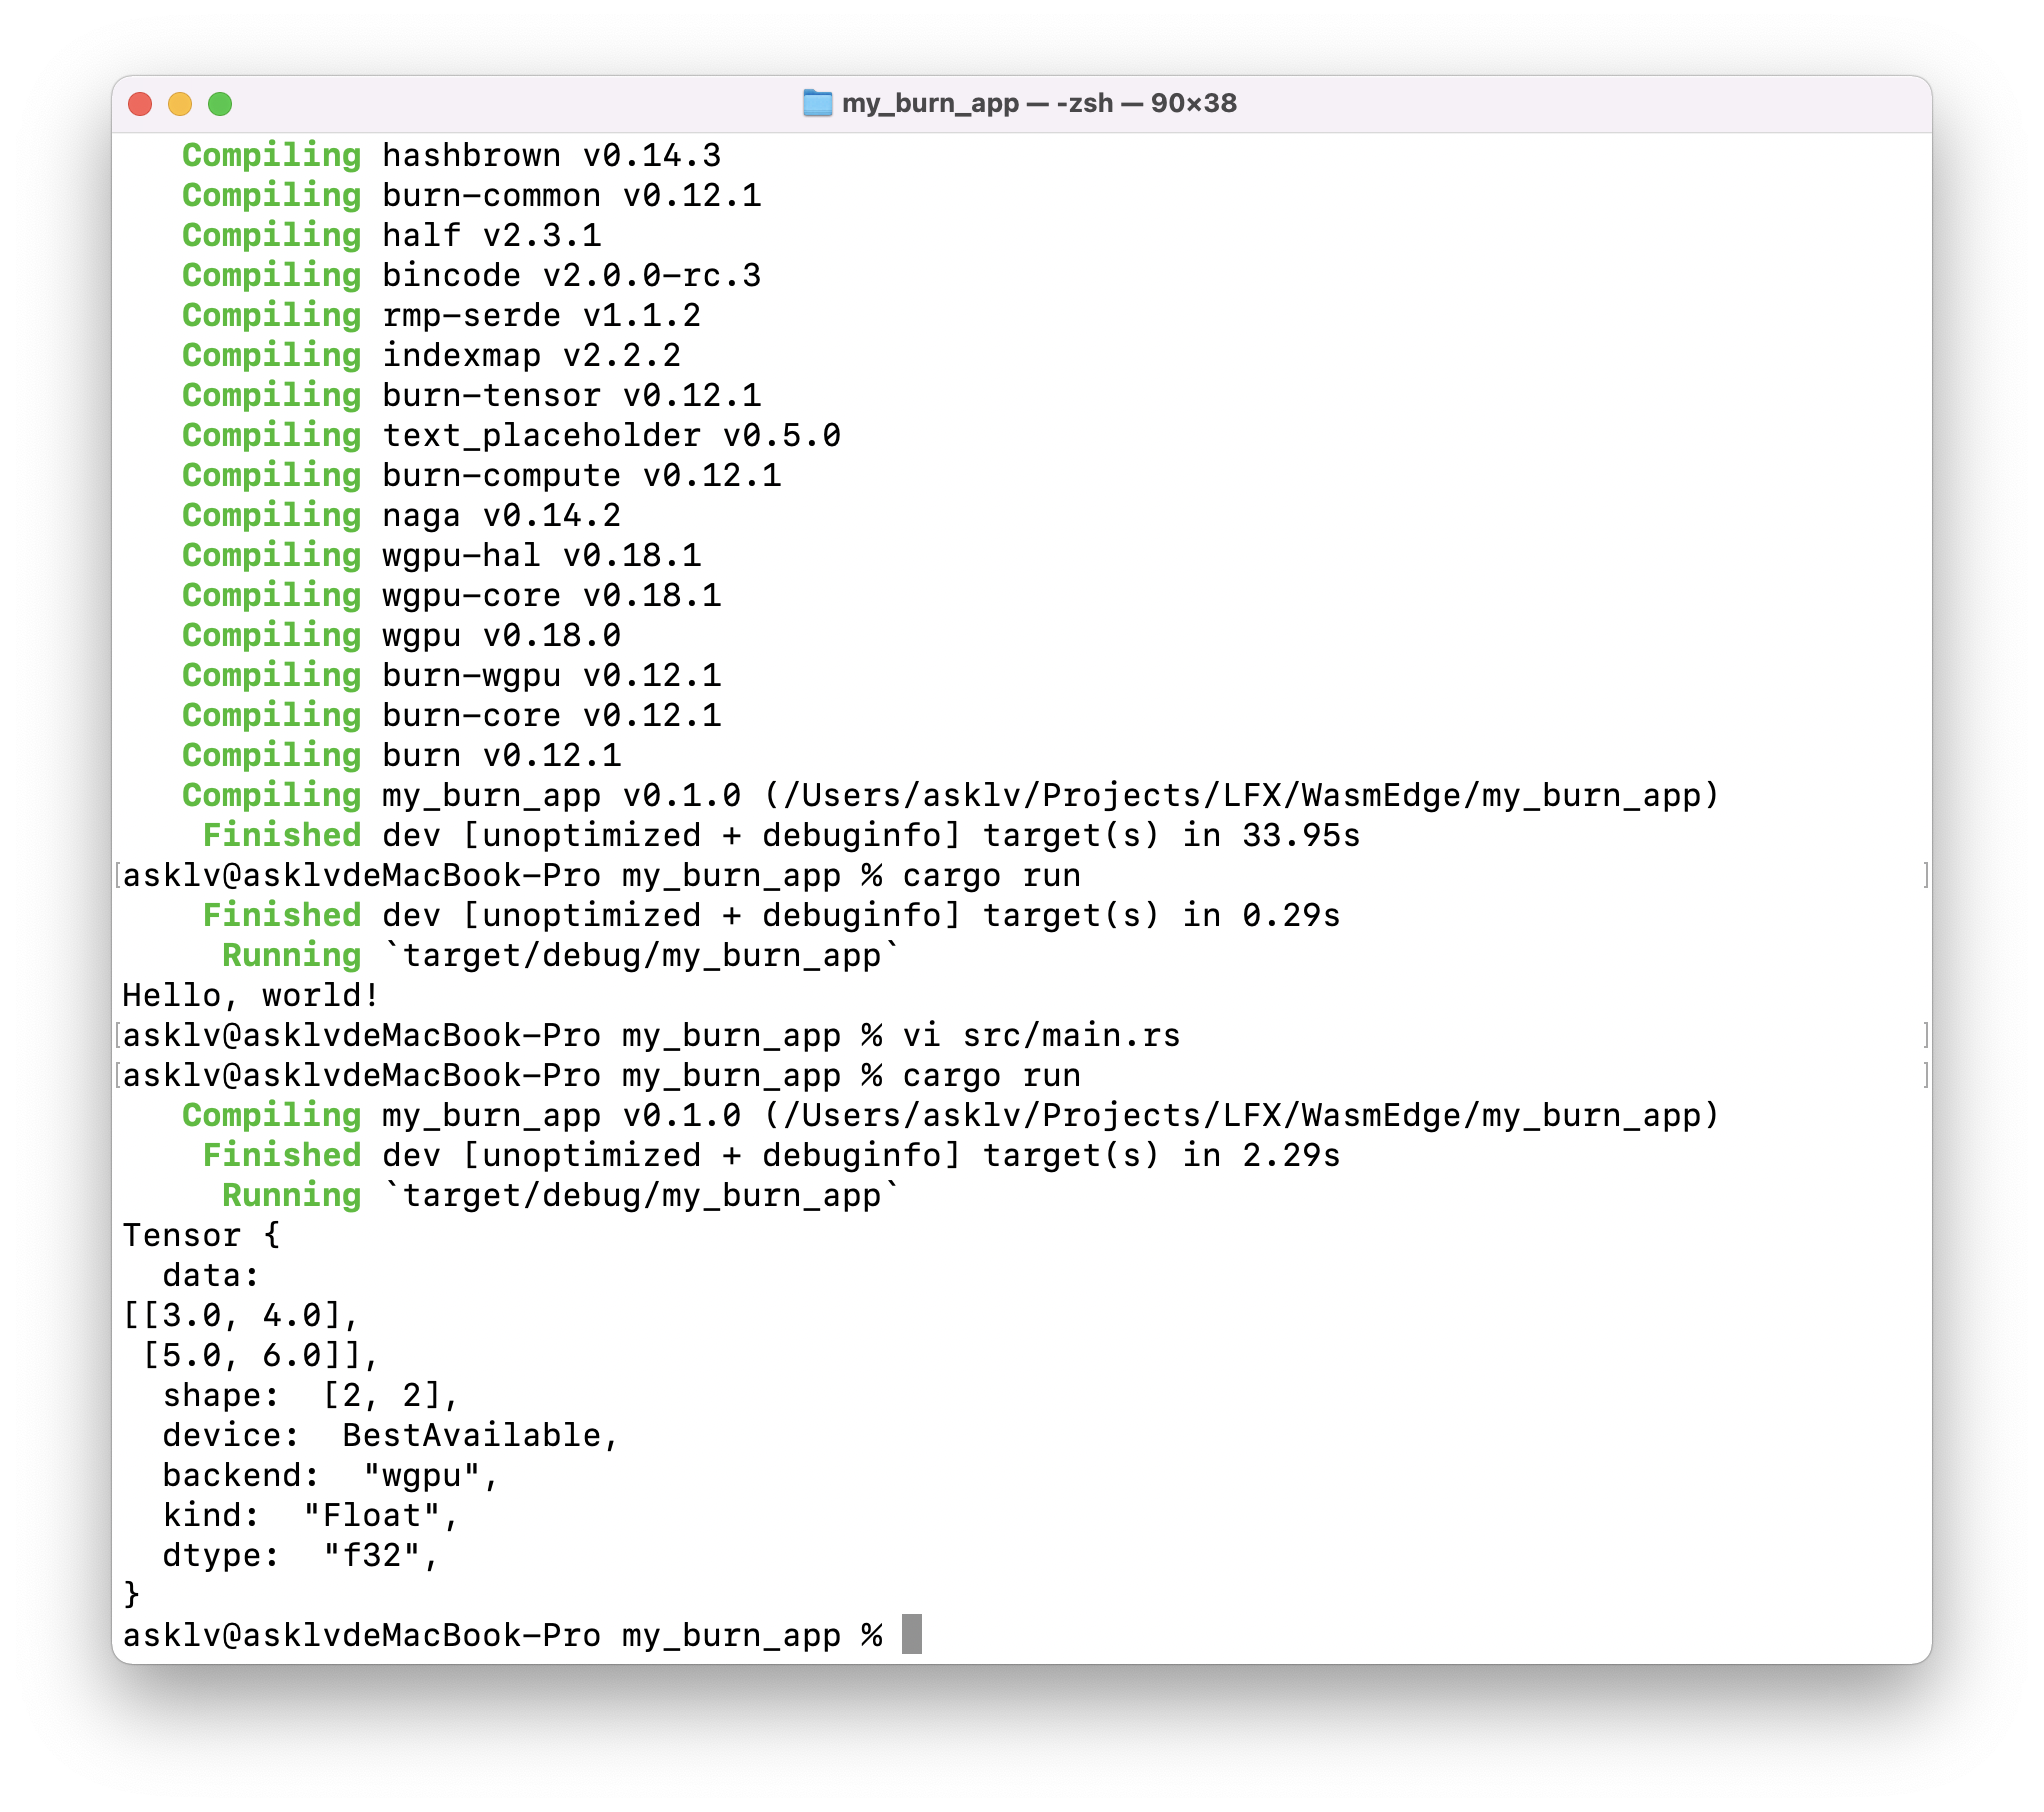 my_burn_app — -zsh — 90×38
Compiling hashbrown v0.14.3
Compiling burn-common v0.12.1
Compiling half v2.3.1
Compiling bincode v2.0.0-rc.3
Compiling rmp-serde v1.1.2
Compiling indexmap v2.2.2
Compiling burn-tensor v0.12.1
Compiling text_placeholder v0.5.0
Compiling burn-compute v0.12.1
Compiling naga v0.14.2
Compiling wgpu-hal v0.18.1
Compiling wgpu-core v0.18.1
Compiling wgpu v0.18.0
Compiling burn-wgpu v0.12.1
Compiling burn-core v0.12.1
Compiling burn v0.12.1
Compiling my_burn_app v0.1.0 (/Users/asklv/Projects/LFX/WasmEdge/my_burn_app)
Finished dev [unoptimized + debuginfo] target(s) in 33.95s
[asklv@asklvdeMacBook-Pro my_burn_app % cargo run ]
Finished dev [unoptimized + debuginfo] target(s) in 0.29s
Running `target/debug/my_burn_app`
Hello, world!
[asklv@asklvdeMacBook-Pro my_burn_app % vi src/main.rs ]
[asklv@asklvdeMacBook-Pro my_burn_app % cargo run ]
Compiling my_burn_app v0.1.0 (/Users/asklv/Projects/LFX/WasmEdge/my_burn_app)
Finished dev [unoptimized + debuginfo] target(s) in 2.29s
Running `target/debug/my_burn_app`
Tensor {
  data:
[[3.0, 4.0],
 [5.0, 6.0]],
  shape:  [2, 2],
  device:  BestAvailable,
  backend:  "wgpu",
  kind:  "Float",
  dtype:  "f32",
}
asklv@asklvdeMacBook-Pro my_burn_app %